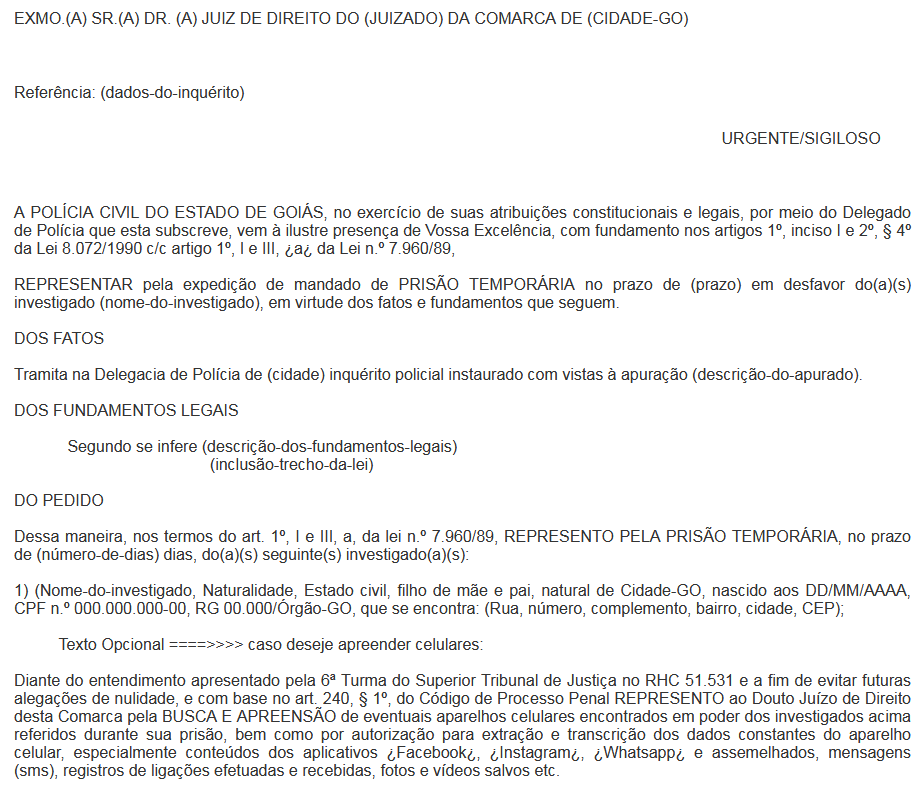 EXMO.(A) SR.(A) DR. (A) JUIZ DE DIREITO DO (JUIZADO) DA COMARCA DE (CIDADE-GO)
Referência: (dados-do-inquérito)
URGENTE/SIGILOSO
A POLÍCIA CIVIL DO ESTADO DE GOIÁS, no exercício de suas atribuições constitucionais e legais, por meio do Delegado
de Polícia que esta subscreve, vem à ilustre presença de Vossa Excelência, com fundamento nos artigos 1º, inciso I e 2º, § 4º
da Lei 8.072/1990 c/c artigo 1º, I e III, ¿a¿ da Lei n.º 7.960/89,
REPRESENTAR pela expedição de mandado de PRISÃO TEMPORÁRIA no prazo de (prazo) em desfavor do(a)(s)
investigado (nome-do-investigado), em virtude dos fatos e fundamentos que seguem.
DOS FATOS
Tramita na Delegacia de Polícia de (cidade) inquérito policial instaurado com vistas à apuração (descrição-do-apurado).
DOS FUNDAMENTOS LEGAIS
Segundo se infere (descrição-dos-fundamentos-legais)
(inclusão-trecho-da-lei)
DO PEDIDO
Dessa maneira, nos termos do art. 1º, I e III, a, da lei n.º 7.960/89, REPRESENTO PELA PRISÃO TEMPORÁRIA, no prazo
de (número-de-dias) dias, do(a)(s) seguinte(s) investigado(a)(s):
1) (Nome-do-investigado, Naturalidade, Estado civil, filho de mãe e pai, natural de Cidade-GO, nascido aos DD/MM/AAAA,
CPF n.º 000.000.000-00, RG 00.000/Órgão-GO, que se encontra: (Rua, número, complemento, bairro, cidade, CEP);
Texto Opcional ====>>>> caso deseje apreender celulares:
Diante do entendimento apresentado pela 6ª Turma do Superior Tribunal de Justiça no RHC 51.531 e a fim de evitar futuras
alegações de nulidade, e com base no art. 240, § 1º, do Código de Processo Penal REPRESENTO ao Douto Juízo de Direito
desta Comarca pela BUSCA E APREENSÃO de eventuais aparelhos celulares encontrados em poder dos investigados acima
referidos durante sua prisão, bem como por autorização para extração e transcrição dos dados constantes do aparelho
celular, especialmente conteúdos dos aplicativos ¿Facebook¿, ¿Instagram¿, ¿Whatsapp¿ e assemelhados, mensagens
(sms), registros de ligações efetuadas e recebidas, fotos e vídeos salvos etc.